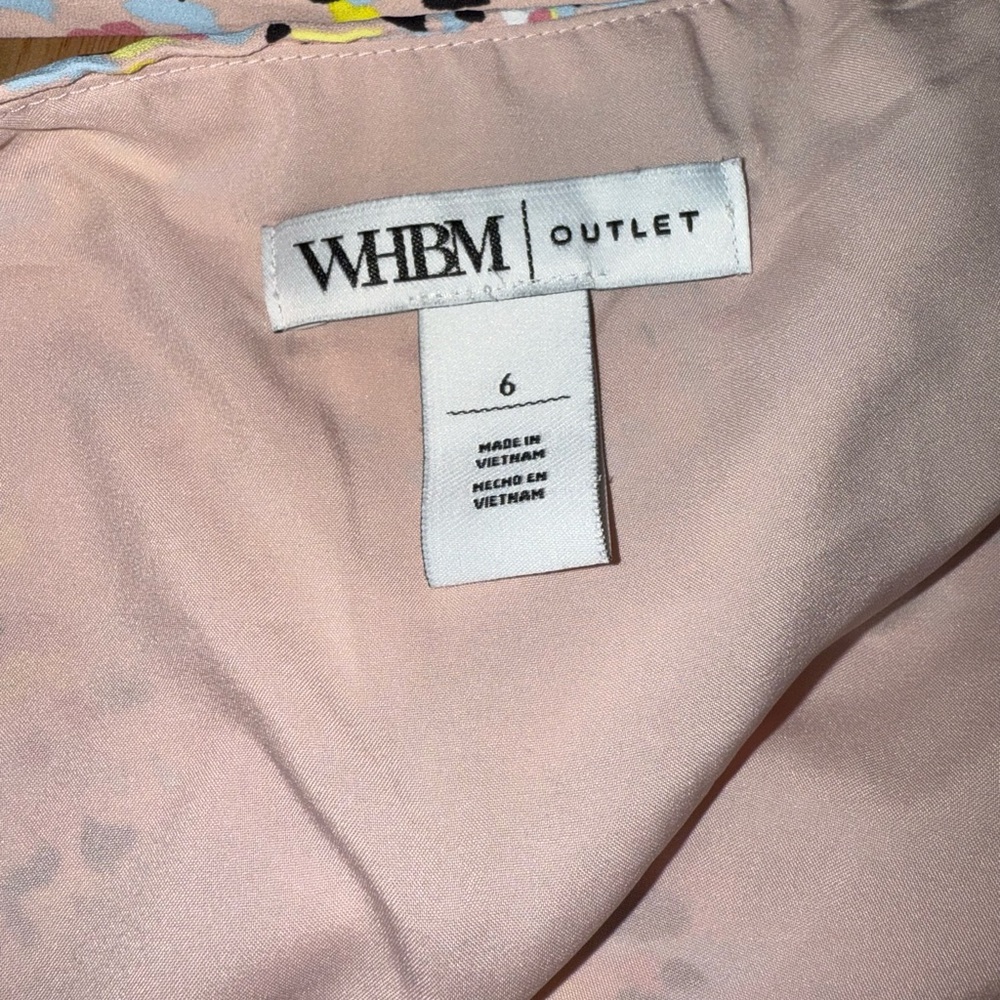 WHBM | OUTLET
6
MADE IN
VIETNAM
HECHO EN
VIETNAM